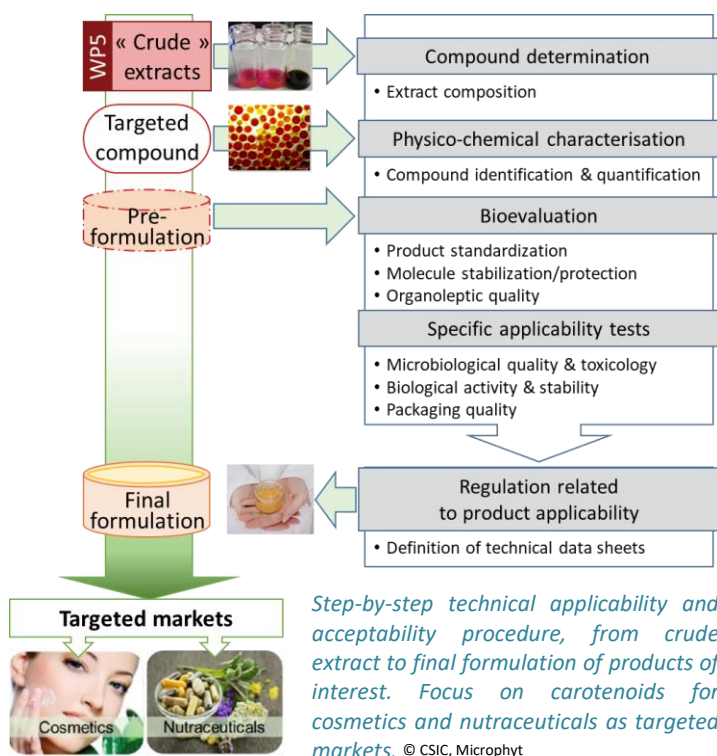 WP5
« Crude »
extracts
Compound determination
• Extract composition
Targeted
compound
Physico-chemical characterisation
• Compound identification & quantification
Pre-
formulation
Bioevaluation
• Product standardization
• Molecule stabilization/protection
• Organoleptic quality
Specific applicability tests
• Microbiological quality & toxicology
• Biological activity & stability
• Packaging quality
Final
formulation
Regulation related
to product applicability
• Definition of technical data sheets
Targeted markets
Cosmetics
Nutraceuticals
Step-by-step technical applicability and
acceptability procedure, from crude
extract to final formulation of products of
interest. Focus on carotenoids for
cosmetics and nutraceuticals as targeted
markets. © CSIC, Microphyt